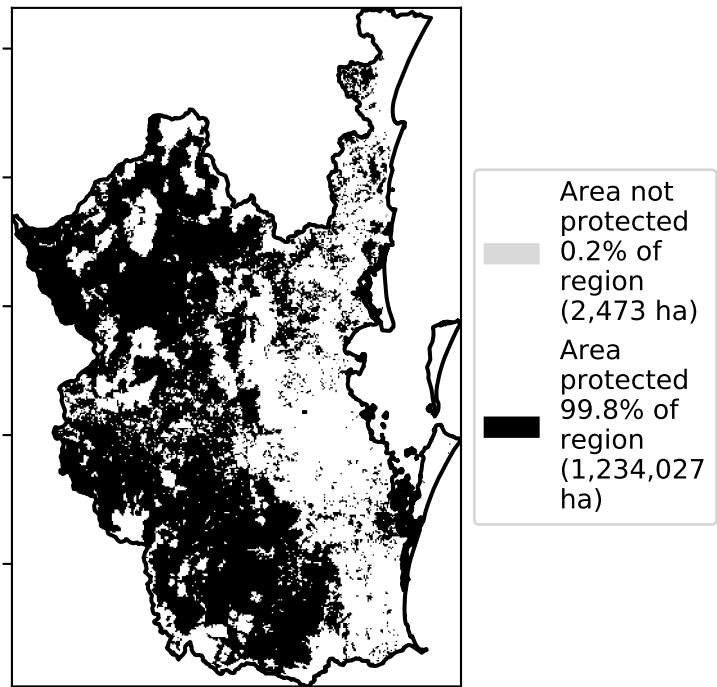 Area not
protected
0.2% of
region
(2,473 ha)
Area
protected
99.8% of
region
(1,234,027
ha)